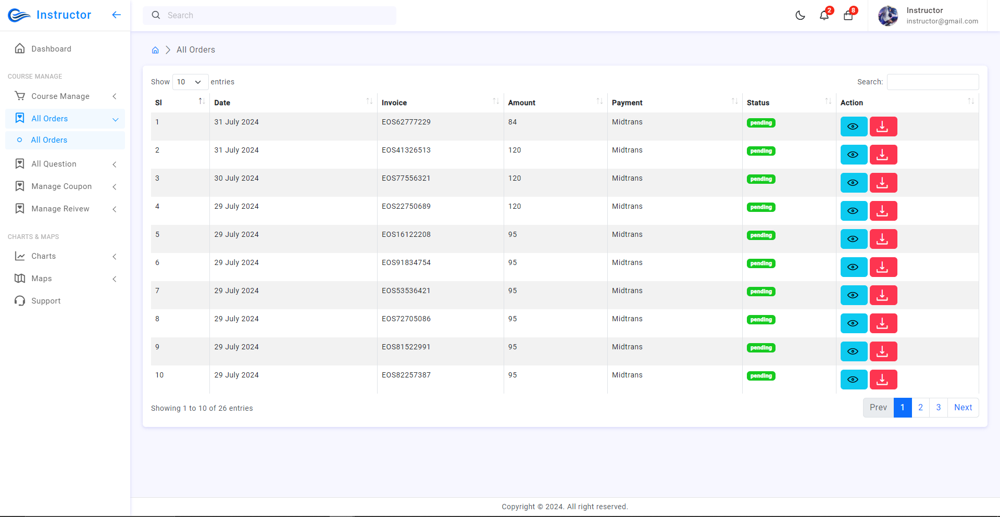 Instructor
Search
2
8
Instructor
instructor@gmail.com
Dashboard
COURSE MANAGE
Course Manage
All Orders
All Orders
All Question
Manage Coupon
Manage Reivew
CHARTS & MAPS
Charts
Maps
Support
All Orders
Show 10 entries
Search:
Sl Date Invoice Amount Payment Status Action
1 31 July 2024 EOS62777229 84 Midtrans pending
2 31 July 2024 EOS41326513 120 Midtrans pending
3 30 July 2024 EOS77556321 120 Midtrans pending
4 29 July 2024 EOS22750689 120 Midtrans pending
5 29 July 2024 EOS16122208 95 Midtrans pending
6 29 July 2024 EOS91834754 95 Midtrans pending
7 29 July 2024 EOS53536421 95 Midtrans pending
8 29 July 2024 EOS72705086 95 Midtrans pending
9 29 July 2024 EOS81522991 95 Midtrans pending
10 29 July 2024 EOS82257387 95 Midtrans pending
Showing 1 to 10 of 26 entries
Prev 1 2 3 Next
Copyright © 2024. All right reserved.